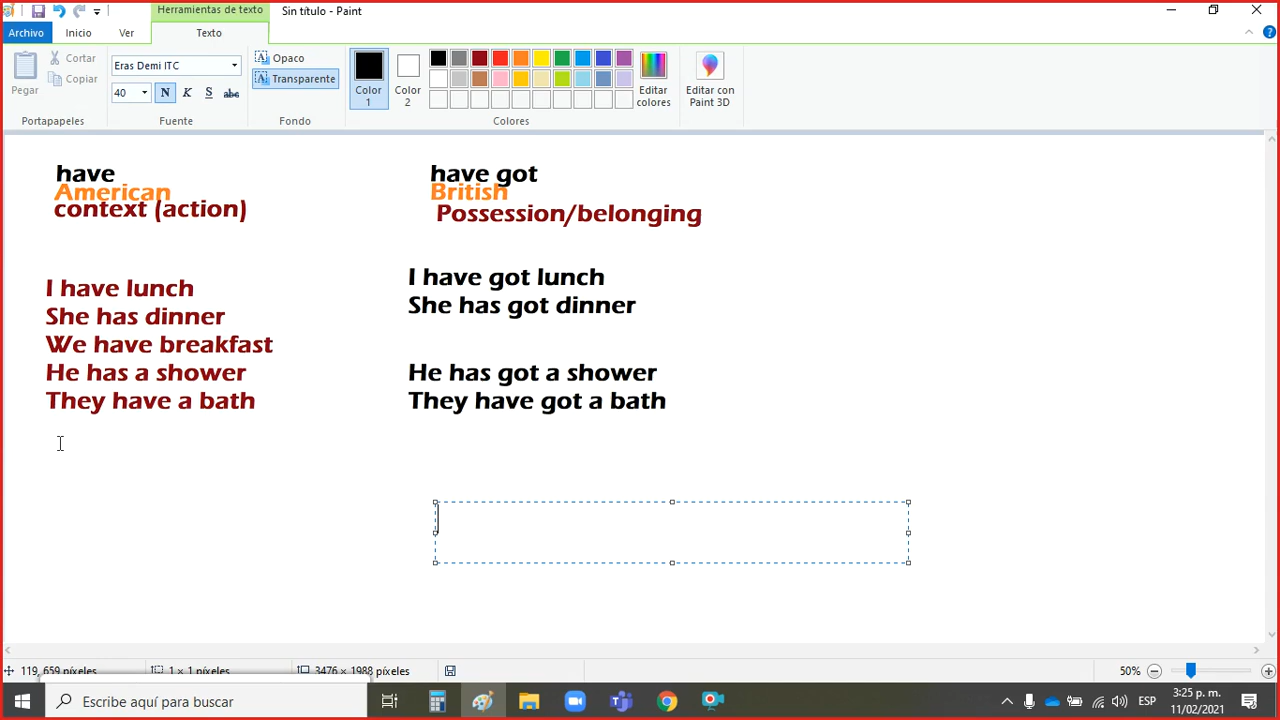 Herramientas de texto
Sin título - Paint
Archivo
Inicio
Ver
Texto
Pegar
Cortar
Copiar
Portapapeles
Eras Demi ITC
40
N K S abc
Fuente
Opaco
Transparente
Fondo
Color 1
Color 2
Colores
Editar colores
Editar con Paint 3D
have
American
context (action)
have got
British
Possession/belonging
I have lunch
She has dinner
We have breakfast
He has a shower
They have a bath
I have got lunch
She has got dinner
He has got a shower
They have got a bath
119, 659 píxeles
1 × 1 píxeles
3476 × 1988 píxeles
50%
Escribe aquí para buscar
ESP
3:25 p. m.
11/02/2021